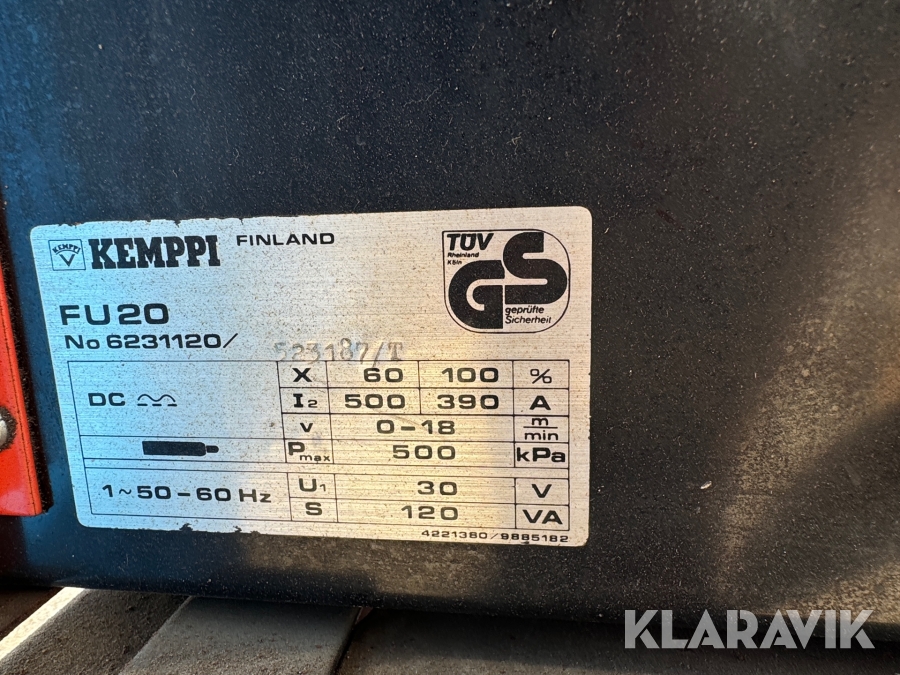 KEMPPI KEMPPI FINLAND
TÜV
Rheinland
Köln
GS
geprüfte
Sicherheit
FU20
No 6231120/ 523187/T
DC
X 60 100 %
I2 500 390 A
v 0-18 m/min
Pmax 500 kPa
1~50-60 Hz
U1 30 V
S 120 VA
4221380/9885182
KLARAVIK